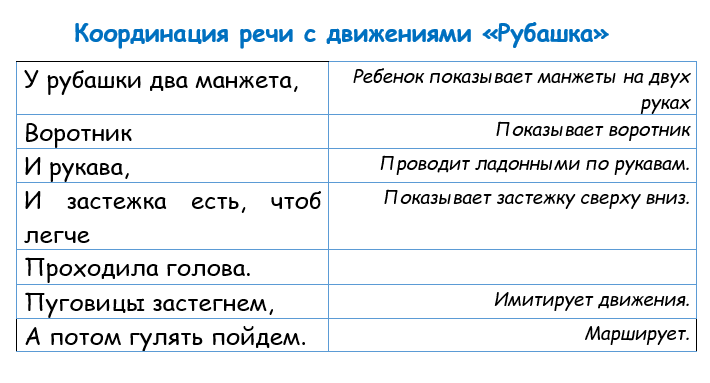 Координация речи с движениями «Рубашка»
У рубашки два манжета,
Ребенок показывает манжеты на двух
руках
Воротник
Показывает воротник
И рукава,
Проводит ладонными по рукавам.
И застежка есть, чтоб
легче
Показывает застежку сверху вниз.
Проходила голова.
Пуговицы застегнем,
Имитирует движения.
А потом гулять пойдем.
Марширует.